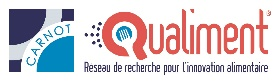 CARNOT
Qualiment®
Reseau de recherche pour l'innovation alimentaire